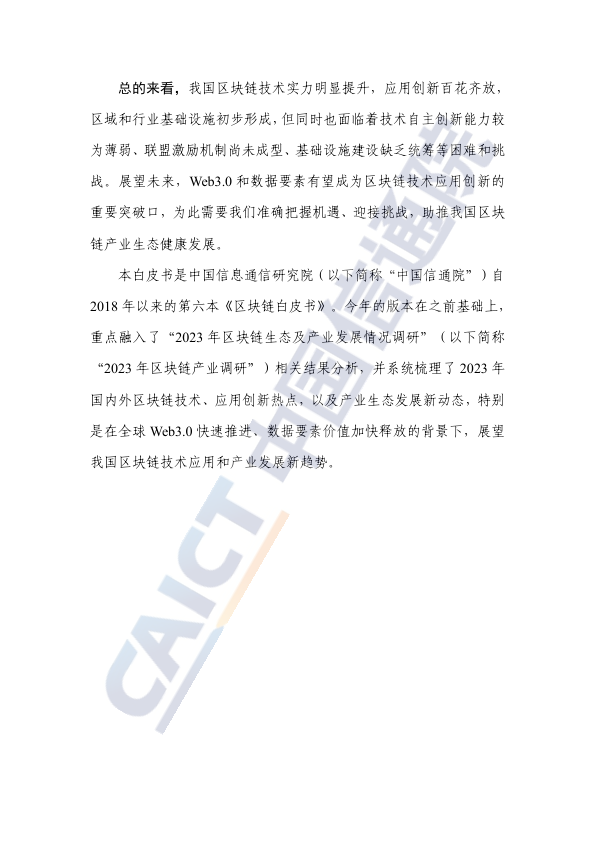 总的来看，我国区块链技术实力明显提升，应用创新百花齐放，
区域和行业基础设施初步形成，但同时也面临着技术自主创新能力较
为薄弱、联盟激励机制尚未成型、基础设施建设缺乏统筹等困难和挑
战。展望未来，Web3.0 和数据要素有望成为区块链技术应用创新的
重要突破口，为此需要我们准确把握机遇、迎接挑战，助推我国区块
链产业生态健康发展。
本白皮书是中国信息通信研究院（以下简称“中国信通院”）自
2018 年以来的第六本《区块链白皮书》。今年的版本在之前基础上，
重点融入了“2023 年区块链生态及产业发展情况调研”（以下简称
“2023 年区块链产业调研”）相关结果分析，并系统梳理了 2023 年
国内外区块链技术、应用创新热点，以及产业生态发展新动态，特别
是在全球 Web3.0 快速推进、数据要素价值加快释放的背景下，展望
我国区块链技术应用和产业发展新趋势。
CAICT 中国信通院